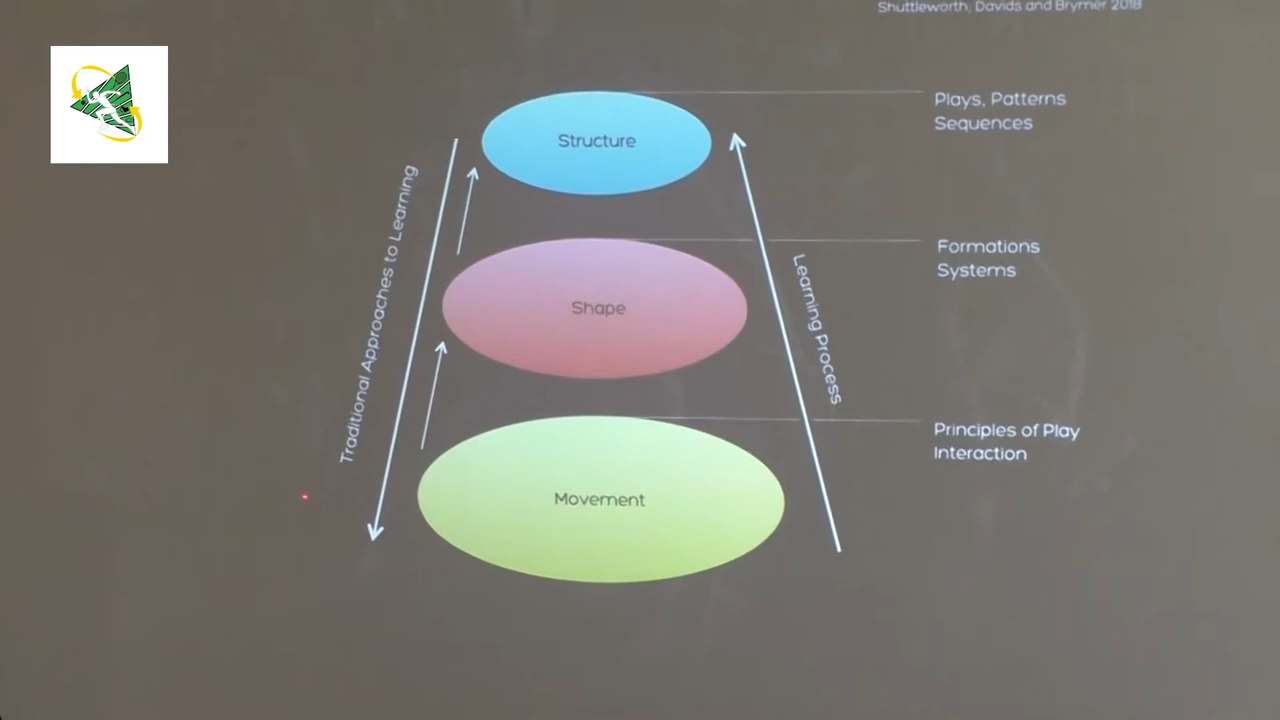 Shuttleworth, Davids and Brymer 2018
Plays, Patterns
Sequences
Structure
Traditional Approaches to Learning
Formations
Systems
Learning Process
Shape
Principles of Play
Interaction
Movement